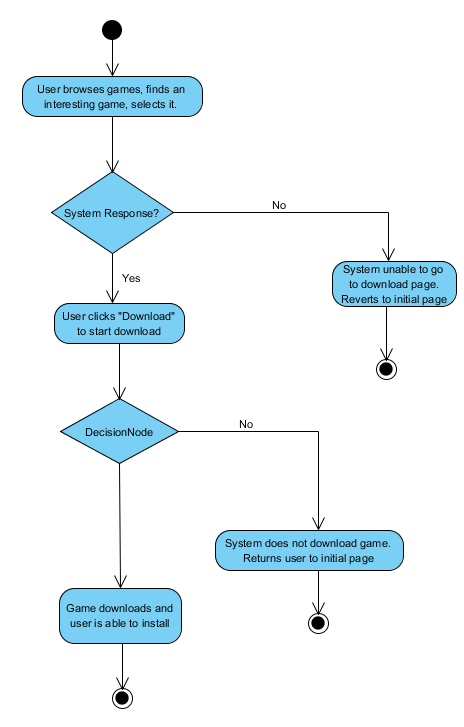 User browses games, finds an
interesting game, selects it.
System Response?
No
Yes
System unable to go
to download page.
Reverts to initial page
User clicks "Download"
to start download
DecisionNode
No
System does not download game.
Returns user to initial page
Game downloads and
user is able to install